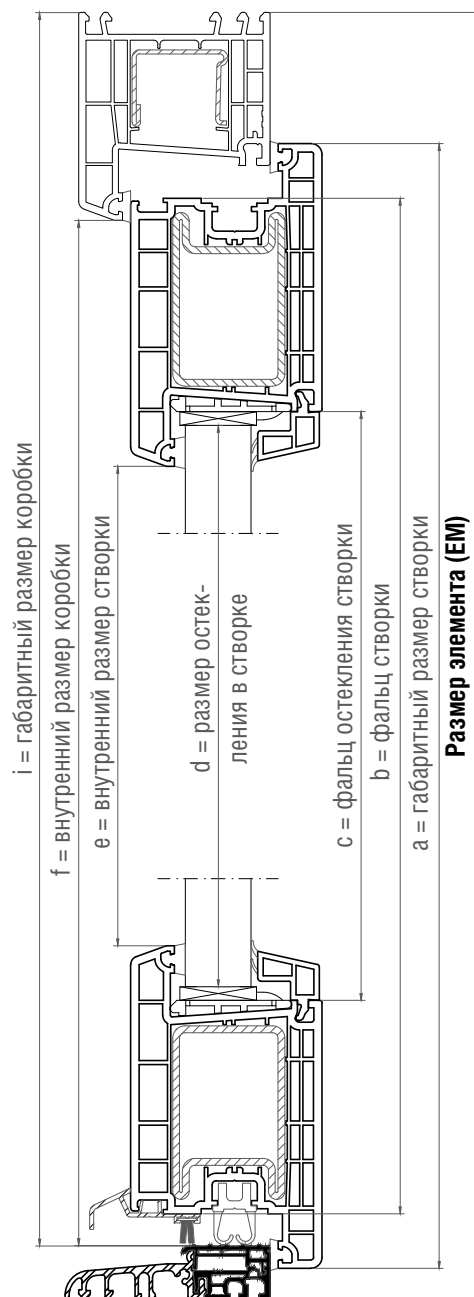 i = габаритный размер коробки
f = внутренний размер коробки
e = внутренний размер створки
d = размер остек-
ления в створке
c = фальц остекления створки
b = фальц створки
a = габаритный размер створки
Размер элемента (EM)